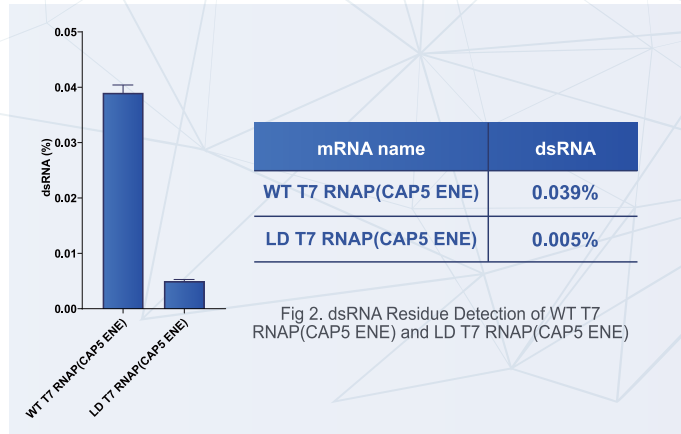 0.05
0.04
0.03
0.02
0.01
0.00
dsRNA (%)
WT T7 RNAP(CAP5 ENE)
LD T7 RNAP(CAP5 ENE)
mRNA name dsRNA
WT T7 RNAP(CAP5 ENE) 0.039%
LD T7 RNAP(CAP5 ENE) 0.005%
Fig 2. dsRNA Residue Detection of WT T7
RNAP(CAP5 ENE) and LD T7 RNAP(CAP5 ENE)